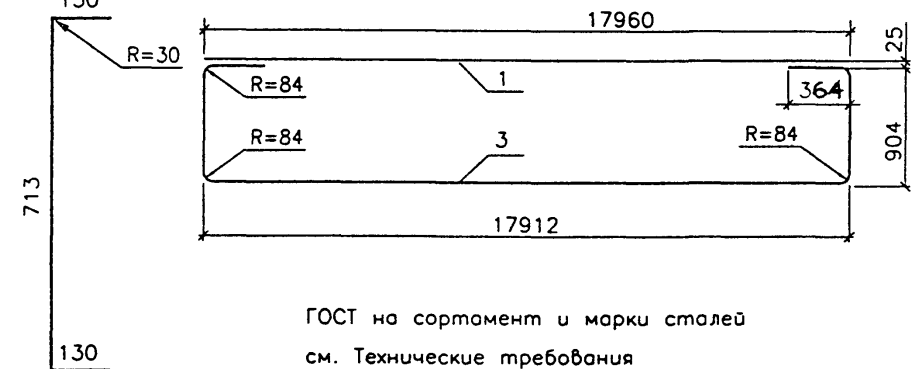 130
17960
25
R=30
R=84
1
364
R=84
3
R=84
904
713
17912
130
ГОСТ на сортамент и марки сталей
см. Технические требования